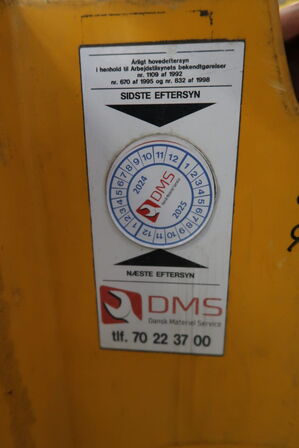 Årligt hovedeftersyn
i henhold til Arbejdstilsynets bekendtgørelser
nr. 1109 af 1992
nr. 670 af 1995 og nr. 832 af 1998
SIDSTE EFTERSYN
1 2 3 4 5 6 7 8 9 10 11 12
2024
DMS
2025
1 2 3 4 5 6 7 8 9 10 11 12
NÆSTE EFTERSYN
DMS
Dansk Materiel Service
tlf. 70 22 37 00